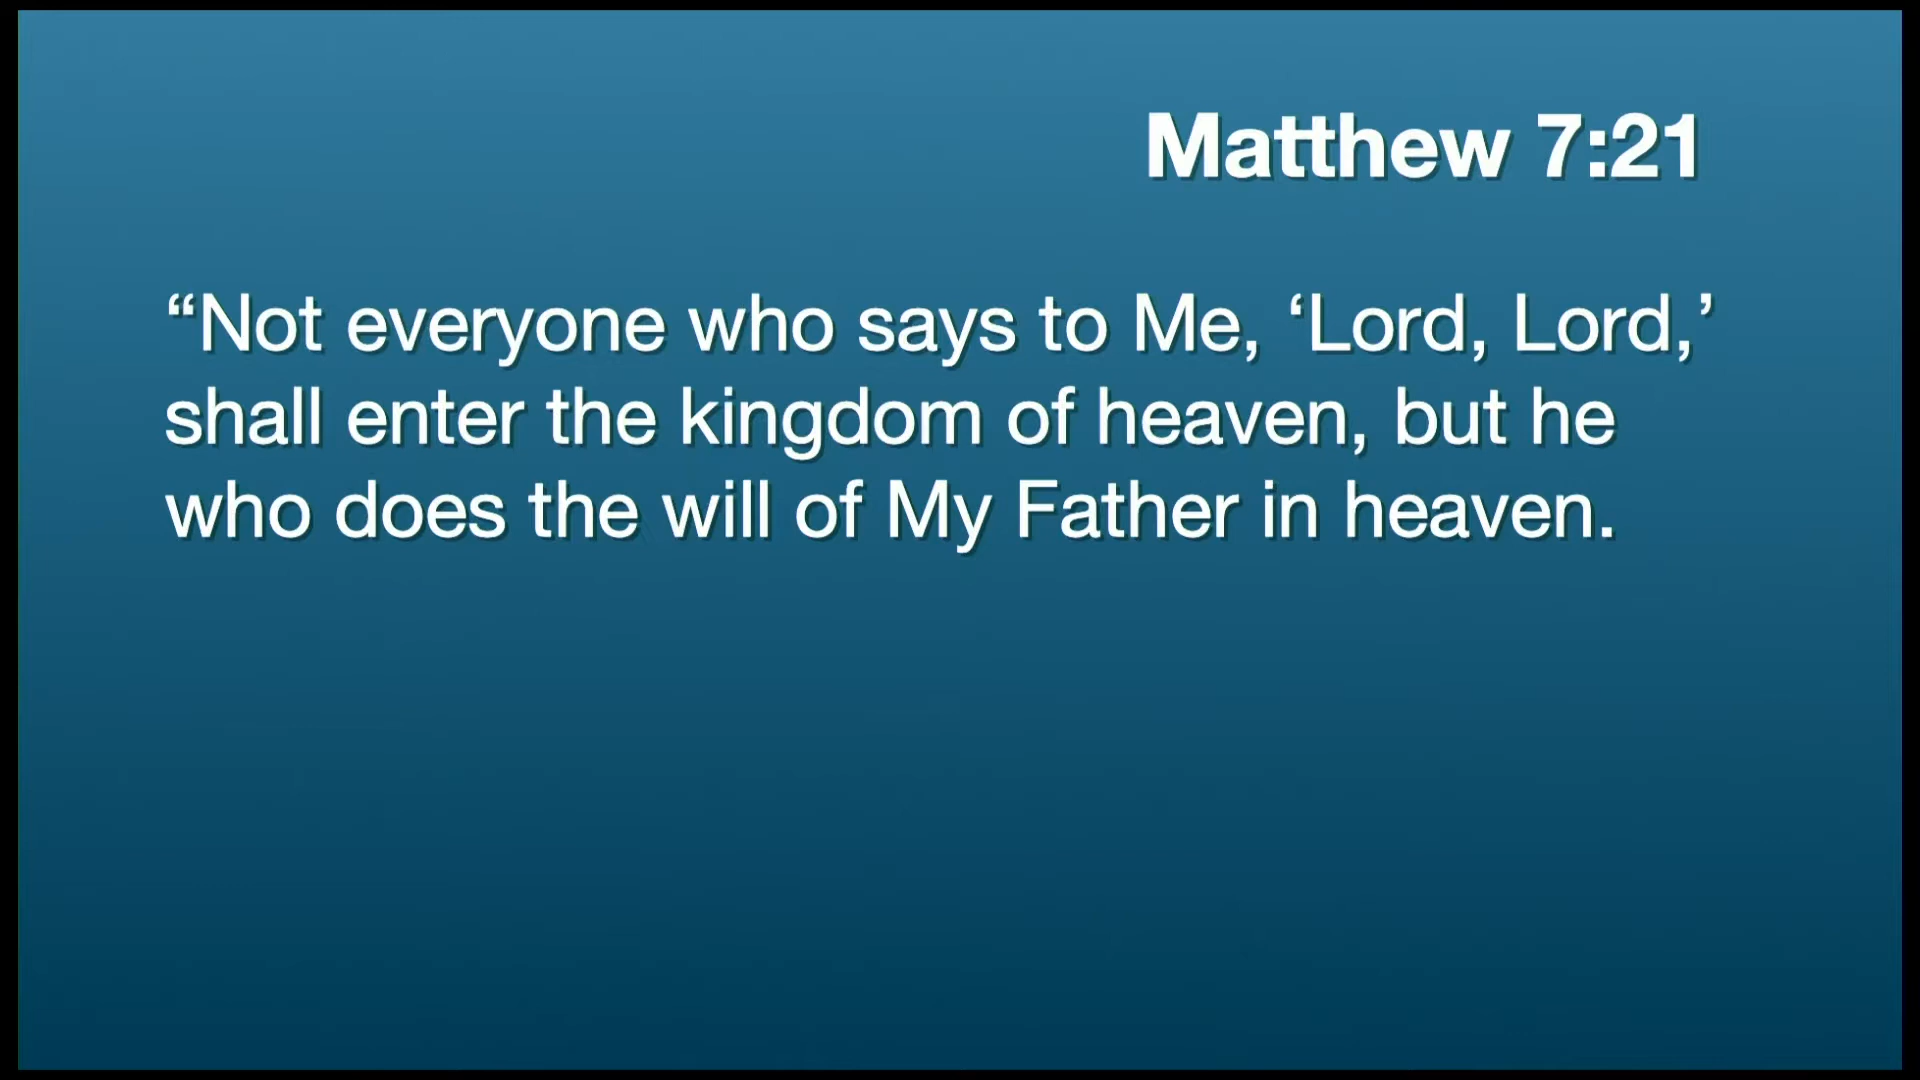 Matthew 7:21
“Not everyone who says to Me, ‘Lord, Lord,’
shall enter the kingdom of heaven, but he
who does the will of My Father in heaven.